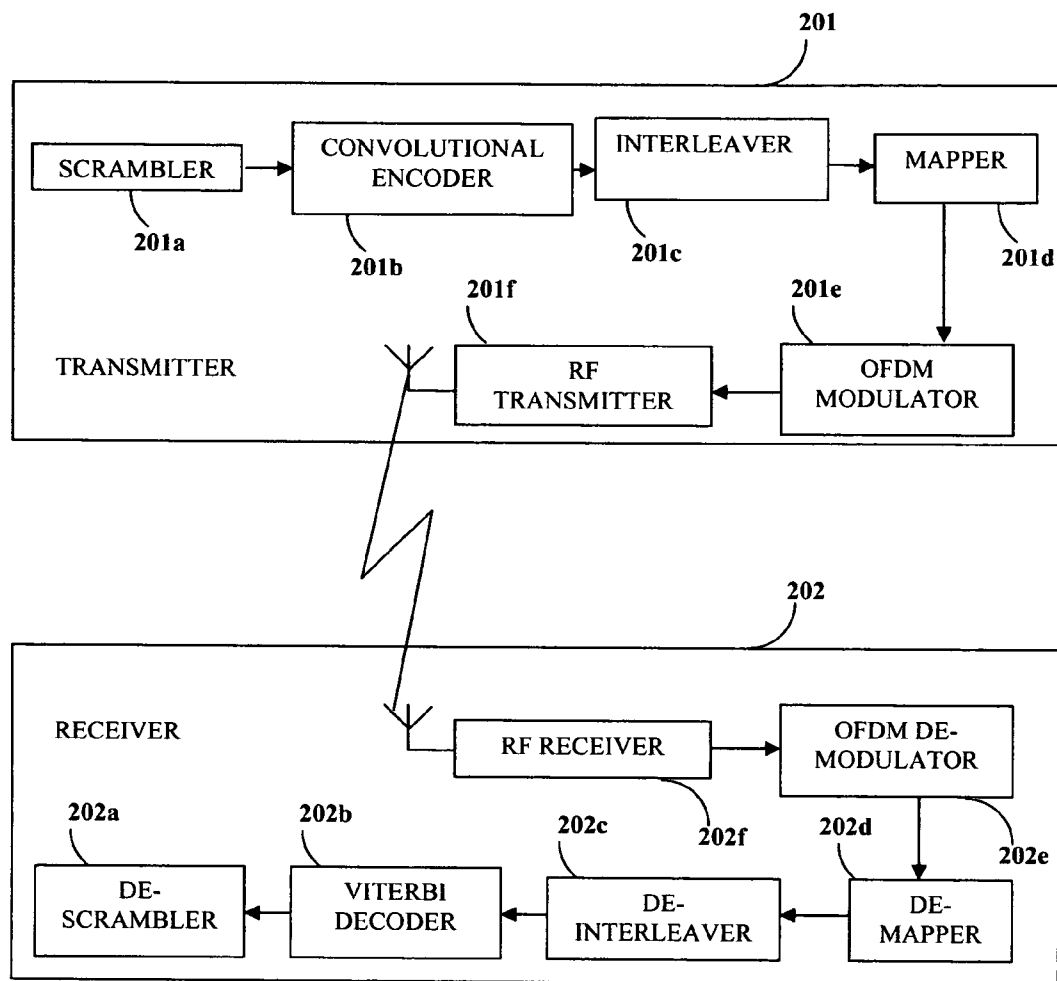 201
SCRAMBLER
201a
CONVOLUTIONAL
ENCODER
201b
INTERLEAVER
201c
MAPPER
201d
201f
201e
TRANSMITTER
RF
TRANSMITTER
OFDM
MODULATOR
202
RECEIVER
RF RECEIVER
202f
OFDM DE-
MODULATOR
202e
202a
202b
202c
202d
DE-
SCRAMBLER
VITERBI
DECODER
DE-
INTERLEAVER
DE-
MAPPER